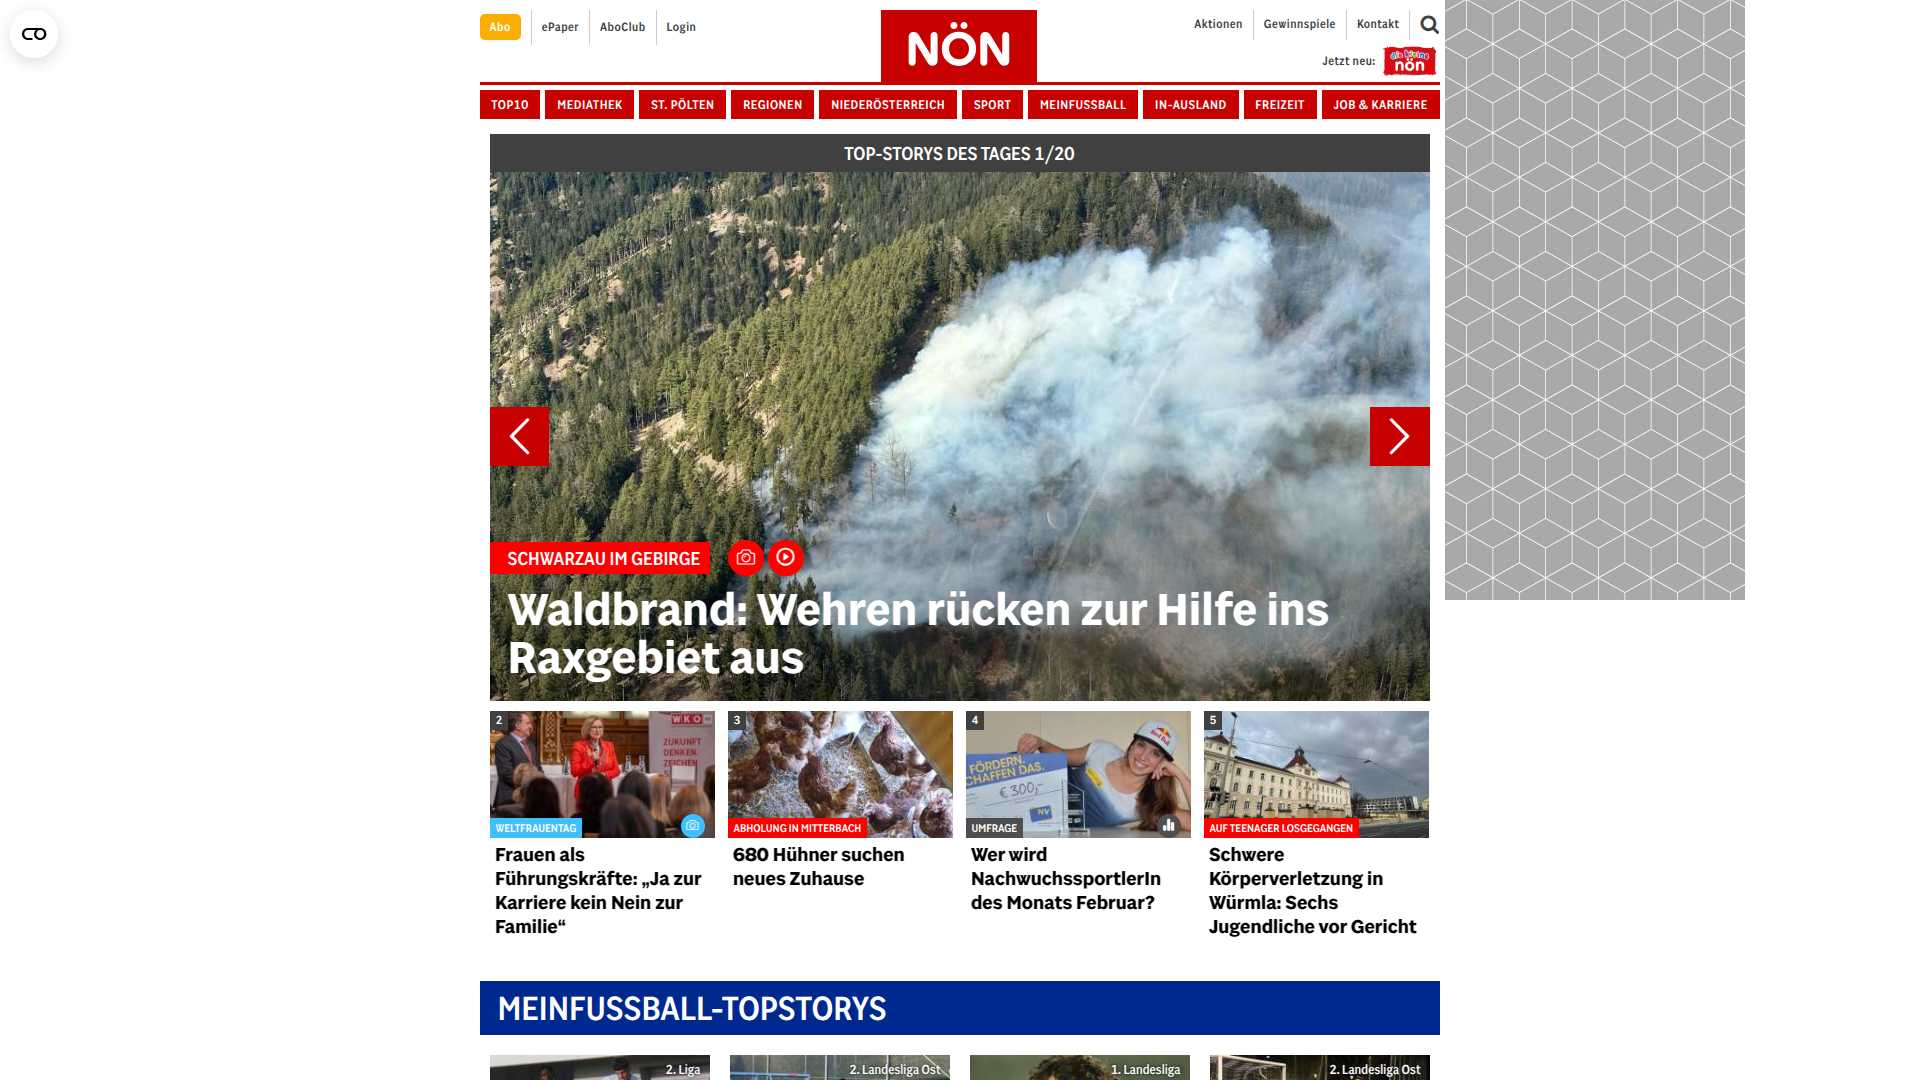 Abo
ePaper
AboClub
Login
NÖN
Aktionen
Gewinnspiele
Kontakt
Jetzt neu:
die kleine
nön
TOP10
MEDIATHEK
ST. PÖLTEN
REGIONEN
NIEDERÖSTERREICH
SPORT
MEINFUSSBALL
IN-AUSLAND
FREIZEIT
JOB & KARRIERE
TOP-STORYS DES TAGES 1/20
SCHWARZAU IM GEBIRGE
Waldbrand: Wehren rücken zur Hilfe ins
Raxgebiet aus
2
WKO
ZUKUNFT
DENKEN.
ZEICHEN
WELTFRAUENTAG
Frauen als
Führungskräfte: „Ja zur
Karriere kein Nein zur
Familie“
3
ABHOLUNG IN MITTERBACH
680 Hühner suchen
neues Zuhause
4
Red Bull
FÖRDERN.
SCHAFFEN DAS.
€ 300,-
NV
UMFRAGE
Wer wird
NachwuchssportlerIn
des Monats Februar?
5
AUF TEENAGER LOSGEGANGEN
Schwere
Körperverletzung in
Würmla: Sechs
Jugendliche vor Gericht
MEINFUSSBALL-TOPSTORYS
2. Liga
2. Landesliga Ost
1. Landesliga
2. Landesliga Ost